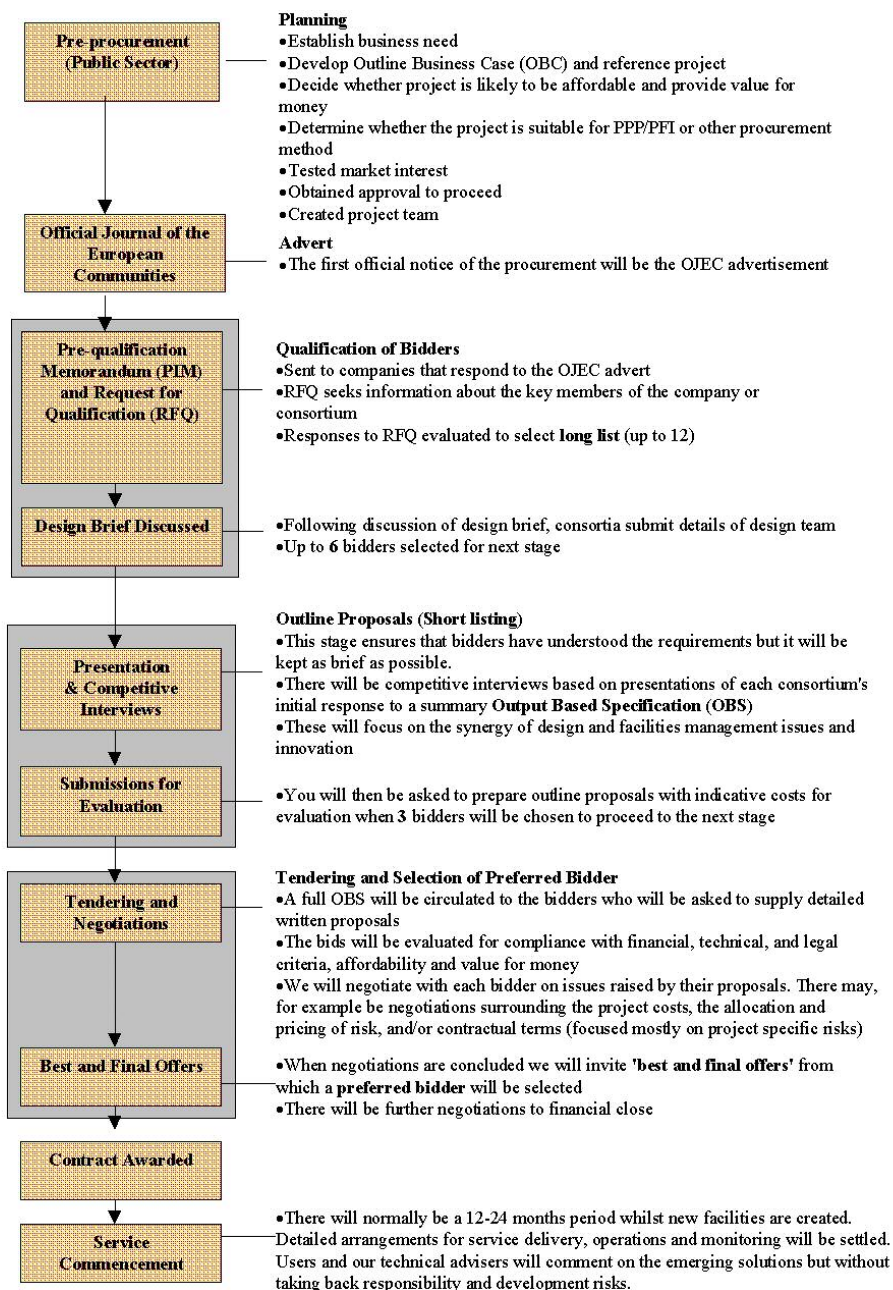 Pre-procurement
(Public Sector)
Planning
•Establish business need
•Develop Outline Business Case (OBC) and reference project
•Decide whether project is likely to be affordable and provide value for
money
•Determine whether the project is suitable for PPP/PFI or other procurement
method
•Tested market interest
•Obtained approval to proceed
•Created project team
Official Journal of the
European
Communities
Advert
•The first official notice of the procurement will be the OJEC advertisement
Pre-qualification
Memorandum (PIM)
and Request for
Qualification (RFQ)
Qualification of Bidders
•Sent to companies that respond to the OJEC advert
•RFQ seeks information about the key members of the company or
consortium
•Responses to RFQ evaluated to select long list (up to 12)
Design Brief Discussed
•Following discussion of design brief, consortia submit details of design team
•Up to 6 bidders selected for next stage
Outline Proposals (Short listing)
•This stage ensures that bidders have understood the requirements but it will be
kept as brief as possible.
•There will be competitive interviews based on presentations of each consortium's
initial response to a summary Output Based Specification (OBS)
•These will focus on the synergy of design and facilities management issues and
innovation
Presentation
& Competitive
Interviews
Submissions for
Evaluation
•You will then be asked to prepare outline proposals with indicative costs for
evaluation when 3 bidders will be chosen to proceed to the next stage
Tendering and Selection of Preferred Bidder
•A full OBS will be circulated to the bidders who will be asked to supply detailed
written proposals
•The bids will be evaluated for compliance with financial, technical, and legal
criteria, affordability and value for money
•We will negotiate with each bidder on issues raised by their proposals. There may,
for example be negotiations surrounding the project costs, the allocation and
pricing of risk, and/or contractual terms (focused mostly on project specific risks)
Tendering and
Negotiations
Best and Final Offers
•When negotiations are concluded we will invite 'best and final offers' from
which a preferred bidder will be selected
•There will be further negotiations to financial close
Contract Awarded
Service
Commencement
•There will normally be a 12-24 months period whilst new facilities are created.
Detailed arrangements for service delivery, operations and monitoring will be settled.
Users and our technical advisers will comment on the emerging solutions but without
taking back responsibility and development risks.